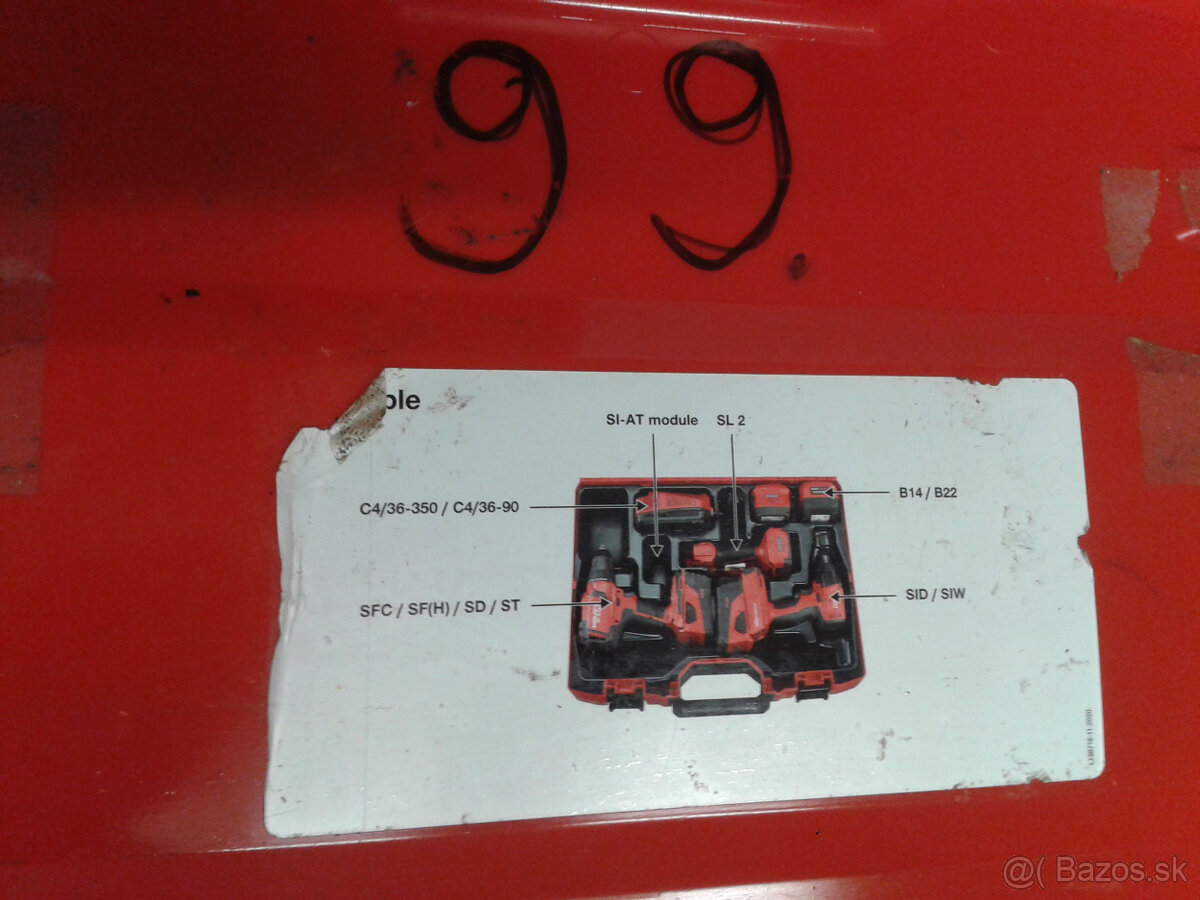 99
ple
SI-AT module SL 2
C4/36-350 / C4/36-90
B14 / B22
SFC / SF(H) / SD / ST
SID / SIW
@( Bazos.sk